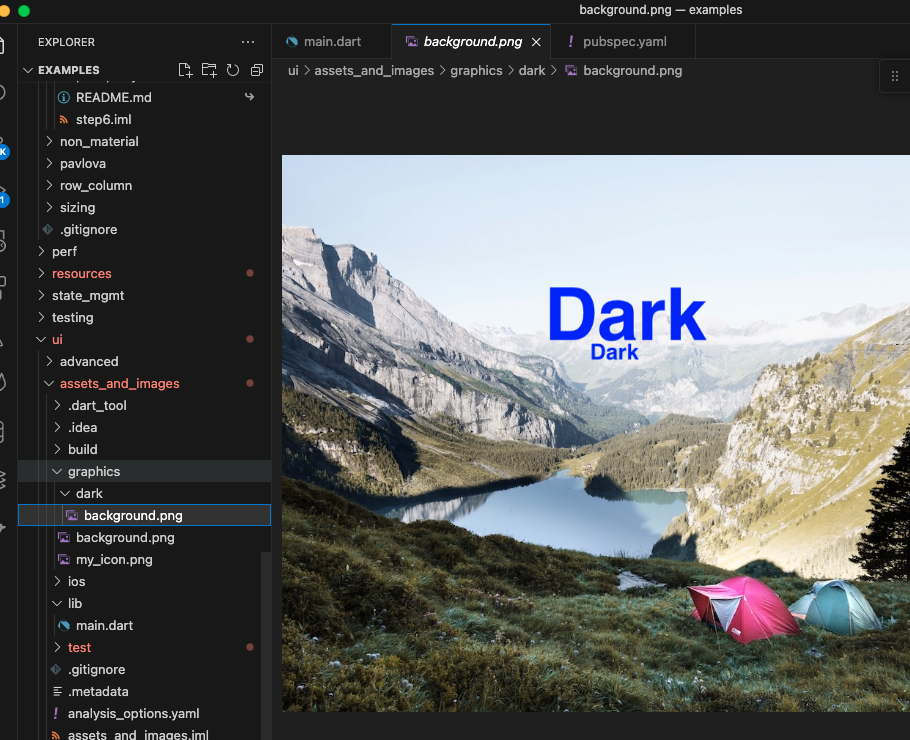 background.png — examples
EXPLORER
main.dart
background.png
pubspec.yaml
EXAMPLES
ui > assets_and_images > graphics > dark > background.png
README.md
step6.iml
non_material
pavlova
row_column
sizing
.gitignore
perf
resources
state_mgmt
testing
ui
advanced
assets_and_images
.dart_tool
.idea
build
graphics
dark
background.png
background.png
my_icon.png
ios
lib
main.dart
test
.gitignore
.metadata
analysis_options.yaml
assets_and_images.iml
Dark
Dark